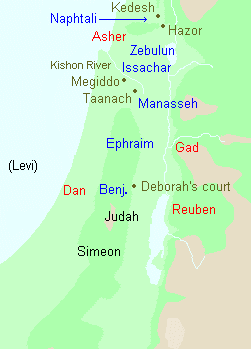 Kedesh
Naphtali
Hazor
Asher
Zebulun
Kishon River
Issachar
Megiddo
Taanach
Manasseh
Ephraim
Gad
(Levi)
Dan
Benj.
Deborah's court
Reuben
Judah
Simeon